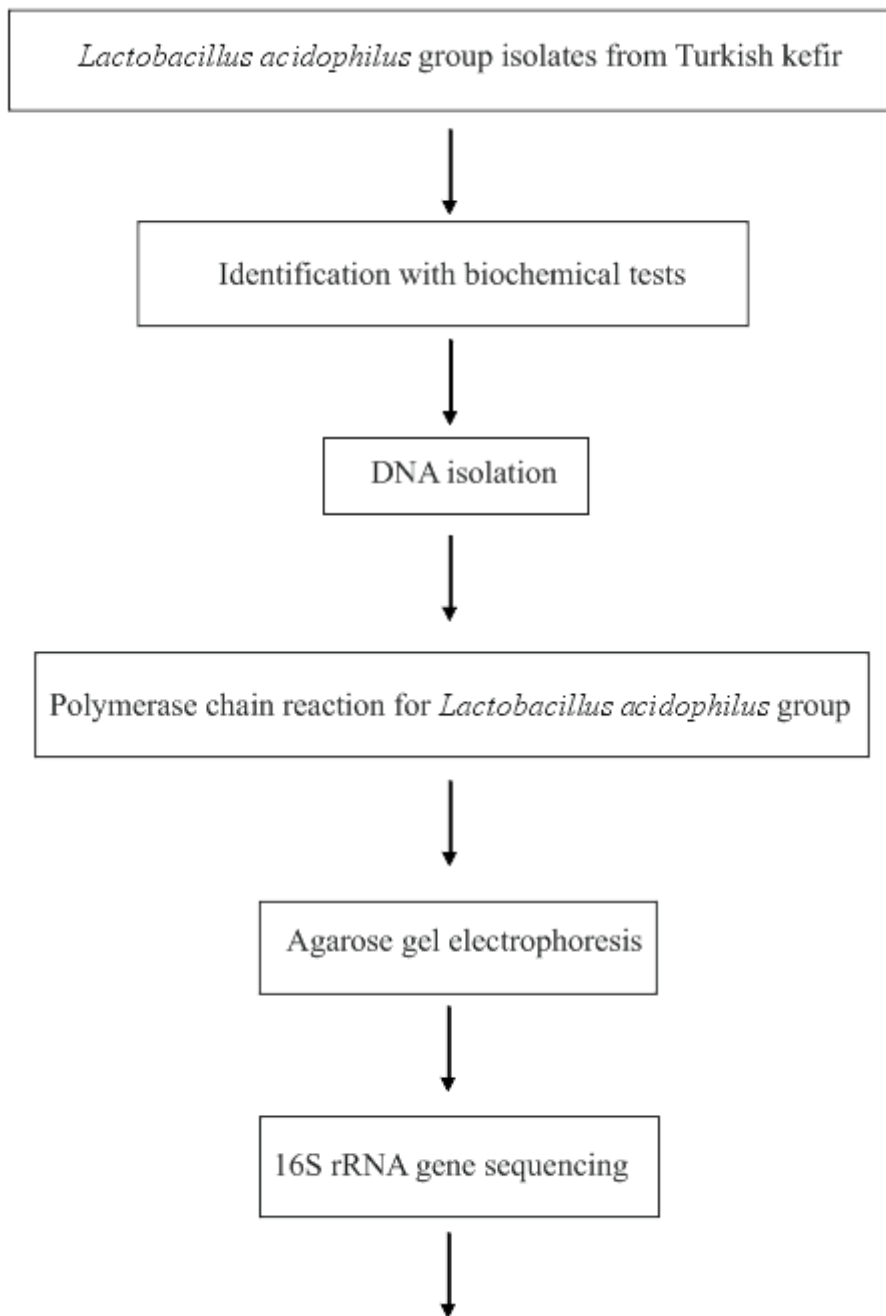 Lactobacillus acidophilus group isolates from Turkish kefir
Identification with biochemical tests
DNA isolation
Polymerase chain reaction for Lactobacillus acidophilus group
Agarose gel electrophoresis
16S rRNA gene sequencing